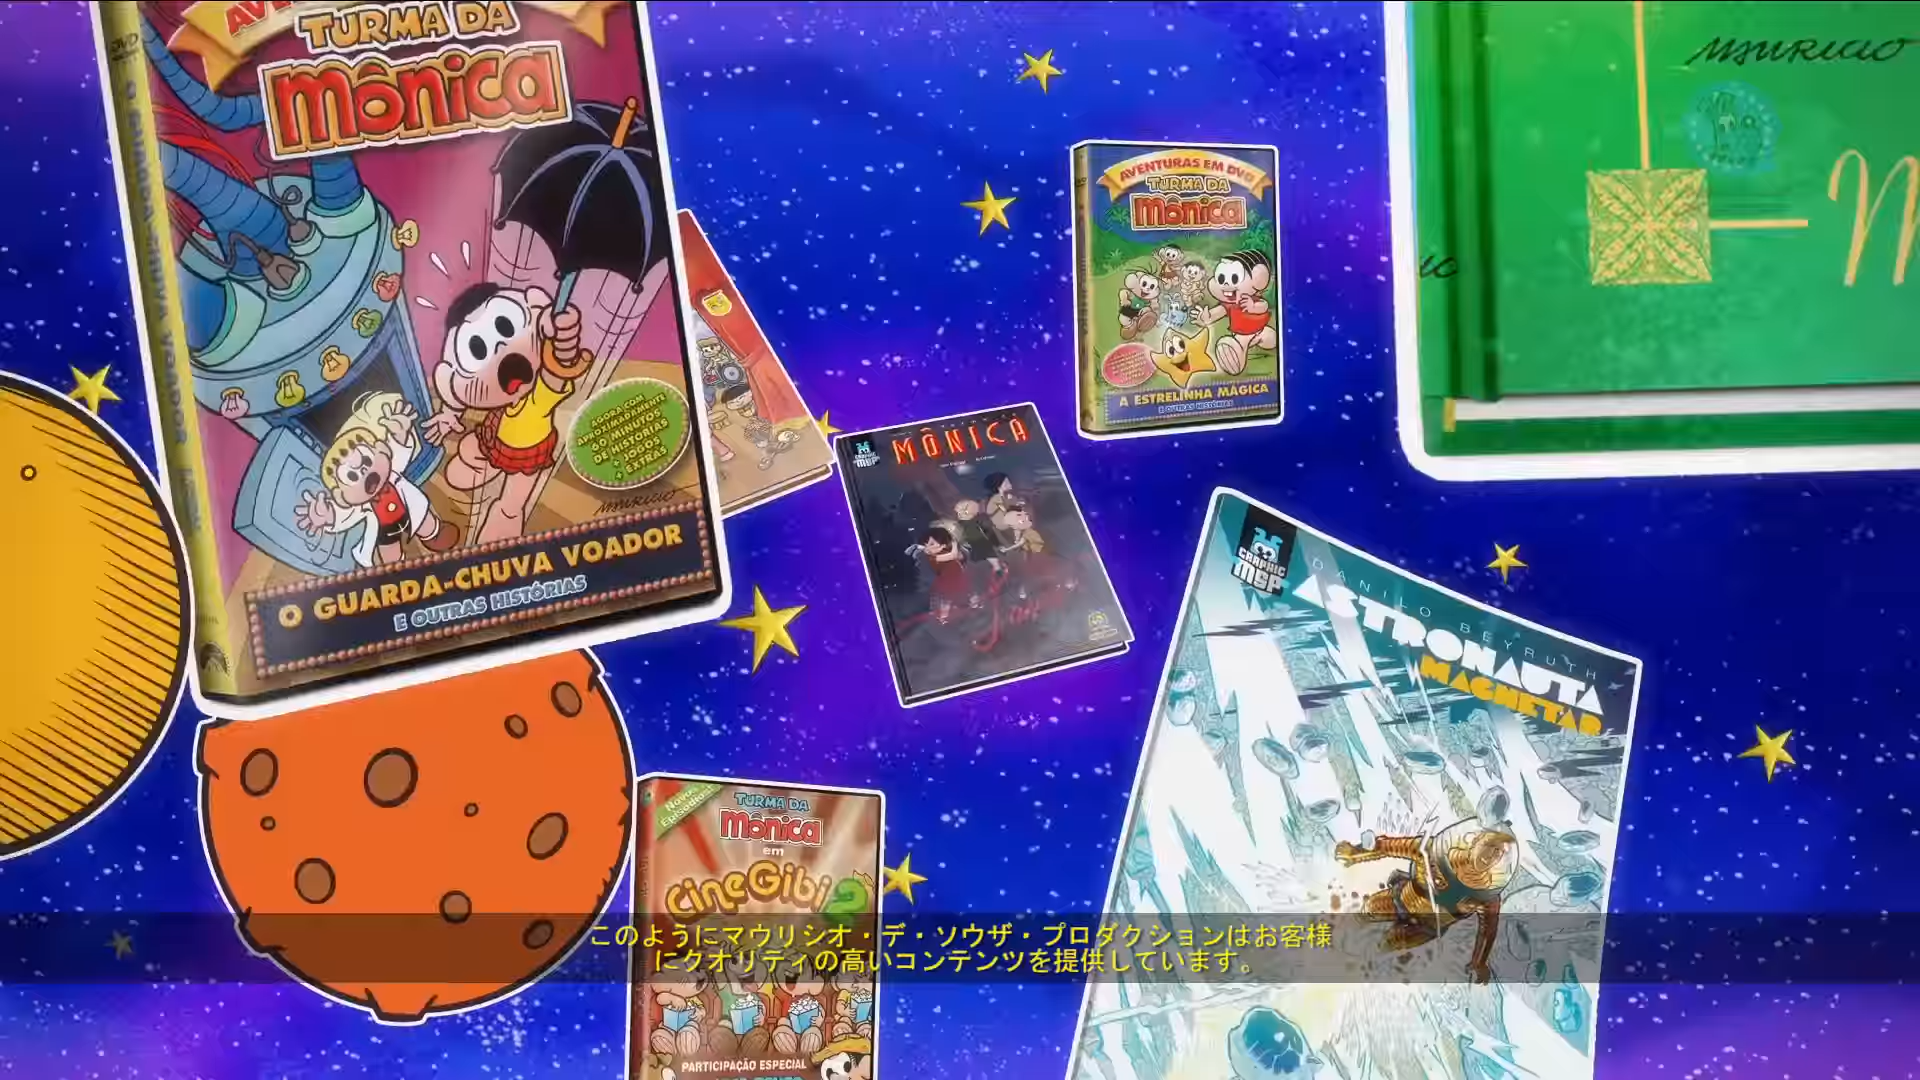 TURMA DA
Mônica
AGORA COM
APROXIMADAMENTE
60 MINUTOS
DE HISTÓRIAS
+ JOGOS
+ EXTRAS
MAURICIO
O GUARDA-CHUVA VOADOR
E OUTRAS HISTÓRIAS
AVENTURAS EM DVD
TURMA DA
Mônica
A ESTRELINHA MÁGICA
E OUTRAS HISTÓRIAS
MAURICIO
GRAPHIC
MSP
MÔNICA
GRAPHIC
MSP
DANILO BEYRUTH
ASTRONAUTA
MAGNETAR
Novos
Episódios!
TURMA DA
Mônica
em
CineGibi 2
PARTICIPAÇÃO ESPECIAL
このようにマウリシオ・デ・ソウザ・プロダクションはお客様
にクオリティの高いコンテンツを提供しています。